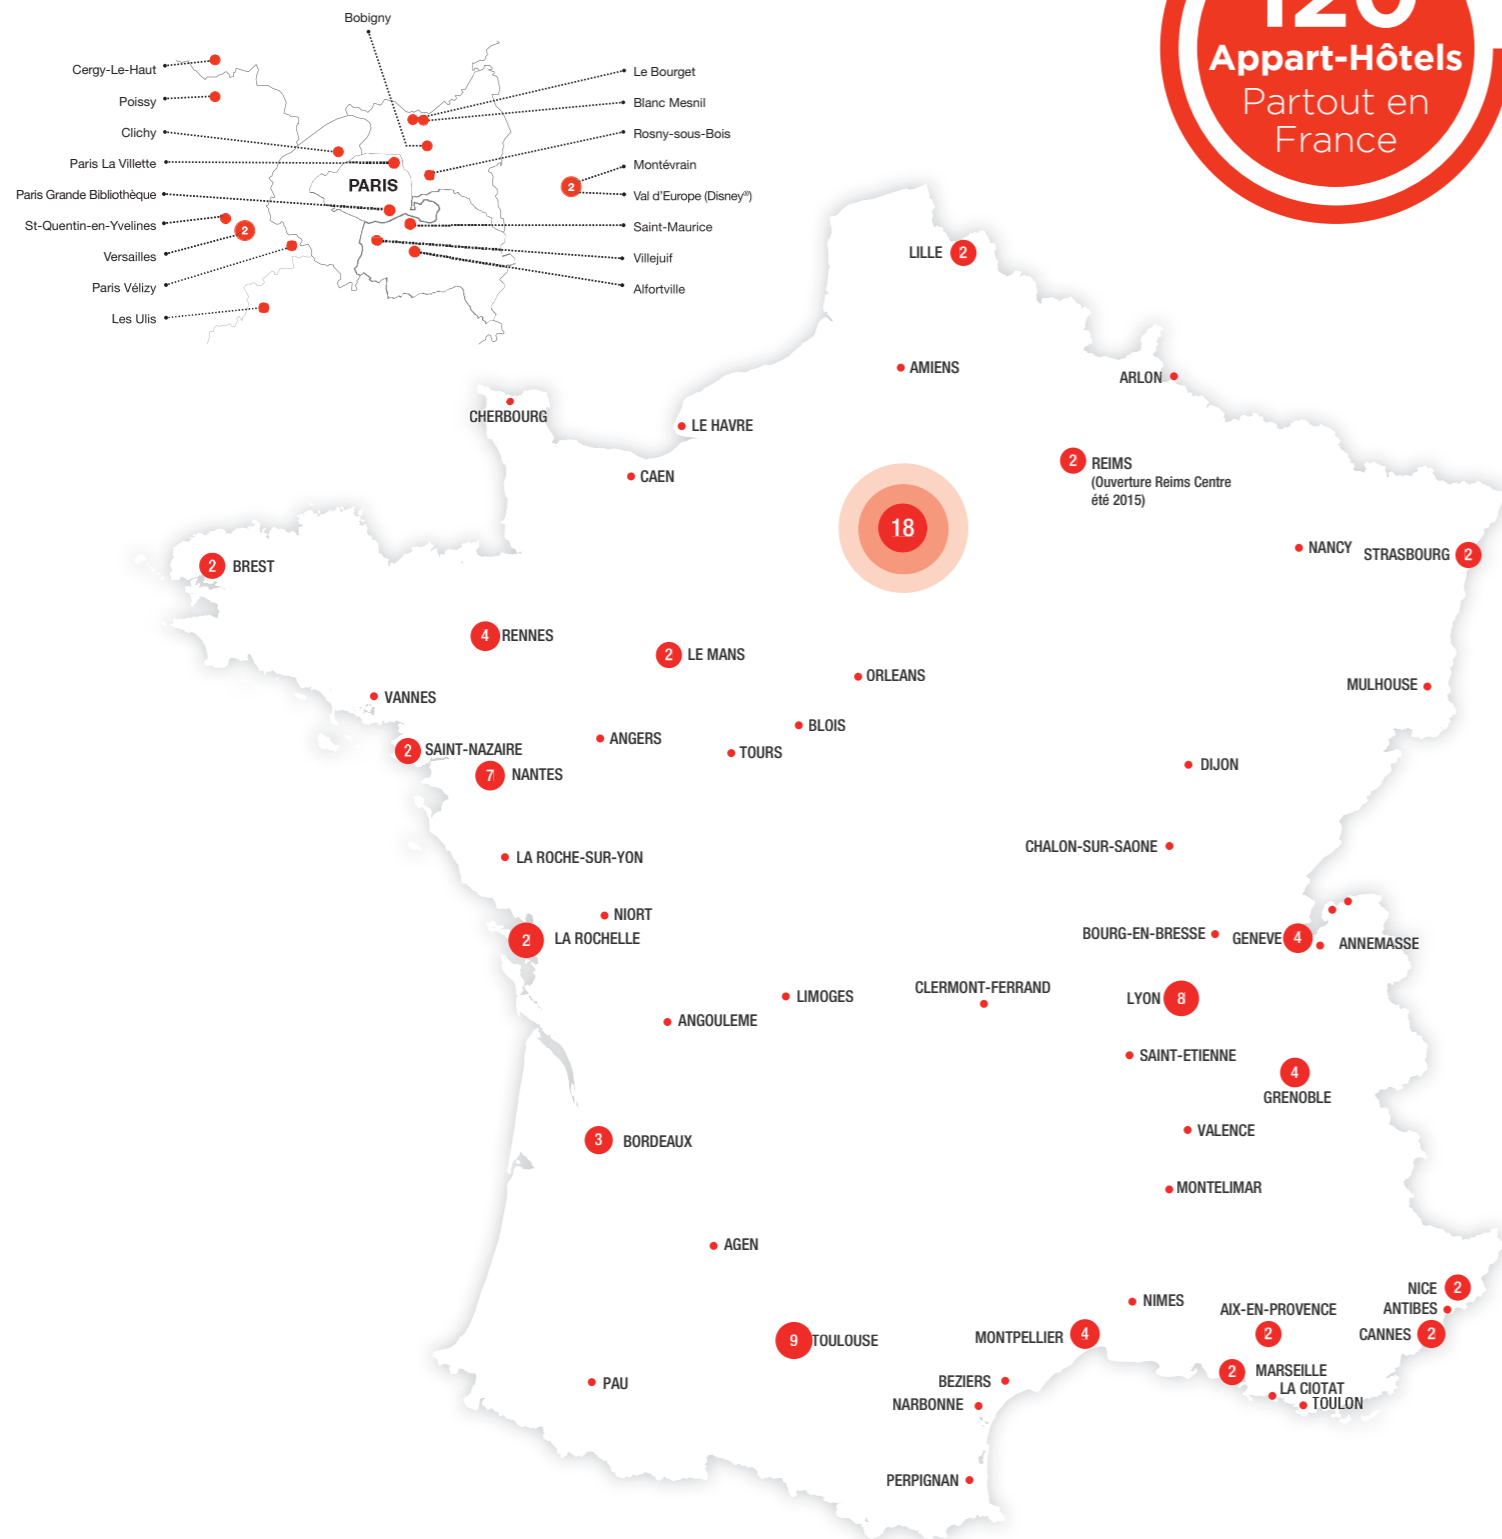 120
Appart-Hôtels
Partout en
France
Bobigny
Cergy-Le-Haut
Poissy
Clichy
Paris La Villette
Paris Grande Bibliothèque
St-Quentin-en-Yvelines
Versailles
Paris Vélizy
Les Ulis
PARIS
2
Le Bourget
Blanc Mesnil
Rosny-sous-Bois
Montévrain
2
Val d'Europe (Disney®)
Saint-Maurice
Villejuif
Alfortville
LILLE 2
AMIENS
ARLON
CHERBOURG
LE HAVRE
CAEN
2 REIMS
(Ouverture Reims Centre
été 2015)
18
NANCY
STRASBOURG 2
2 BREST
4 RENNES
2 LE MANS
ORLEANS
MULHOUSE
VANNES
BLOIS
ANGERS
TOURS
2 SAINT-NAZAIRE
7 NANTES
DIJON
CHALON-SUR-SAONE
LA ROCHE-SUR-YON
NIORT
2 LA ROCHELLE
BOURG-EN-BRESSE
GENEVE 4
ANNEMASSE
LIMOGES
CLERMONT-FERRAND
LYON 8
ANGOULEME
SAINT-ETIENNE
4
GRENOBLE
3 BORDEAUX
VALENCE
MONTELIMAR
AGEN
NICE 2
NIMES
AIX-EN-PROVENCE
2
ANTIBES
9 TOULOUSE
MONTPELLIER 4
CANNES 2
2 MARSEILLE
PAU
BEZIERS
LA CIOTAT
NARBONNE
TOULON
PERPIGNAN